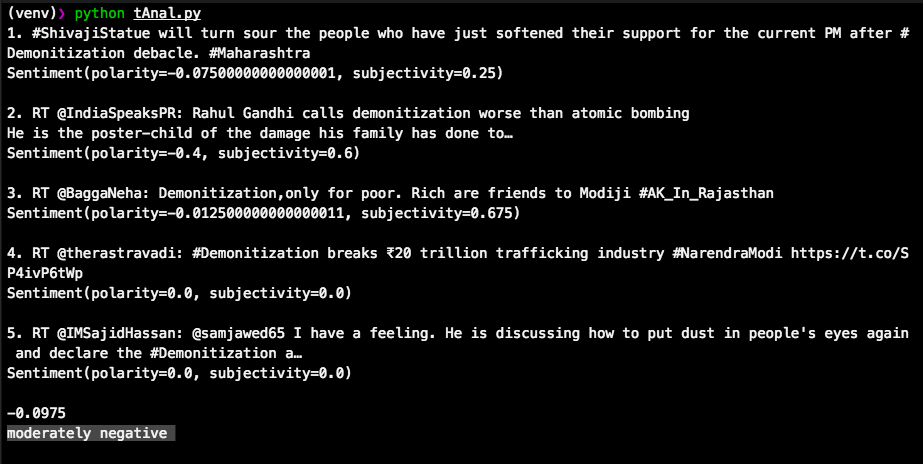 (venv)❯ python tAnal.py
1. #ShivajiStatue will turn sour the people who have just softened their support for the current PM after #
Demonitization debacle. #Maharashtra
Sentiment(polarity=-0.07500000000000001, subjectivity=0.25)
2. RT @IndiaSpeaksPR: Rahul Gandhi calls demonitization worse than atomic bombing
He is the poster-child of the damage his family has done to…
Sentiment(polarity=-0.4, subjectivity=0.6)
3. RT @BaggaNeha: Demonitization,only for poor. Rich are friends to Modiji #AK_In_Rajasthan
Sentiment(polarity=-0.012500000000000011, subjectivity=0.675)
4. RT @therastravadi: #Demonitization breaks ₹20 trillion trafficking industry #NarendraModi https://t.co/S
P4ivP6tWp
Sentiment(polarity=0.0, subjectivity=0.0)
5. RT @IMSajidHassan: @samjawed65 I have a feeling. He is discussing how to put dust in people's eyes again
and declare the #Demonitization a…
Sentiment(polarity=0.0, subjectivity=0.0)
-0.0975
moderately negative